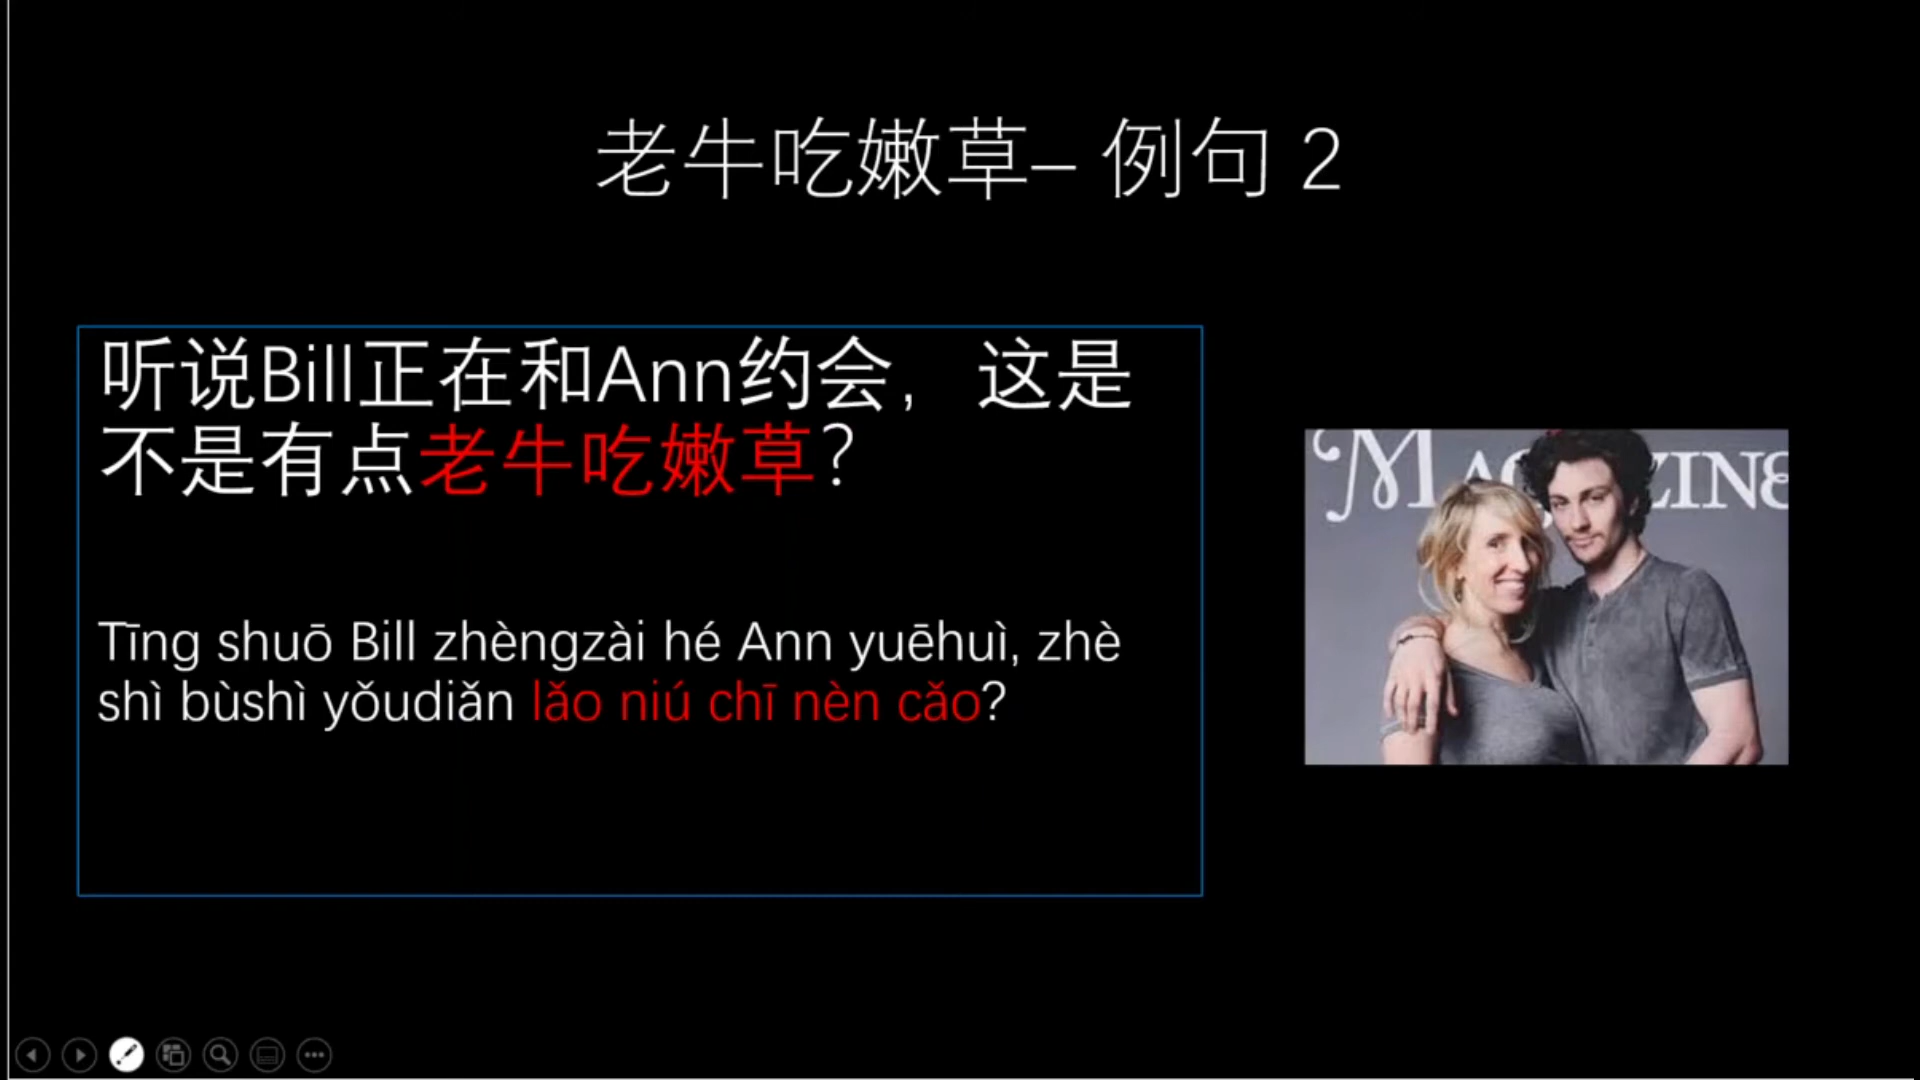 老牛吃嫩草– 例句 2
听说Bill正在和Ann约会， 这是
不是有点老牛吃嫩草？
Tīng shuō Bill zhèngzài hé Ann yuēhuì, zhè
shì bùshì yǒudiǎn lǎo niú chī nèn cǎo?